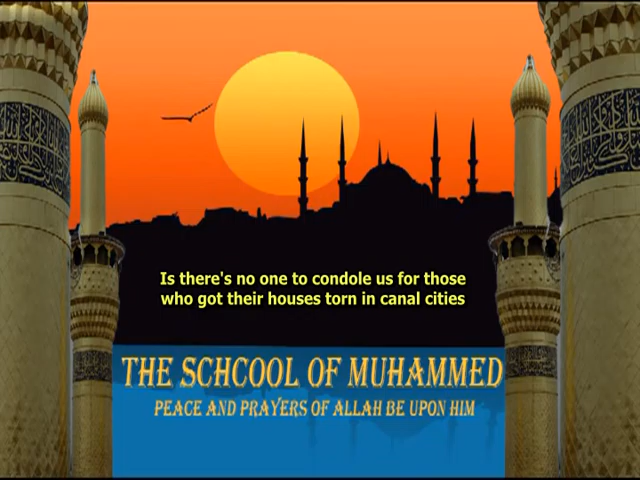 Is there's no one to condole us for those
who got their houses torn in canal cities
THE SCHCOOL OF MUHAMMED
PEACE AND PRAYERS OF ALLAH BE UPON HIM